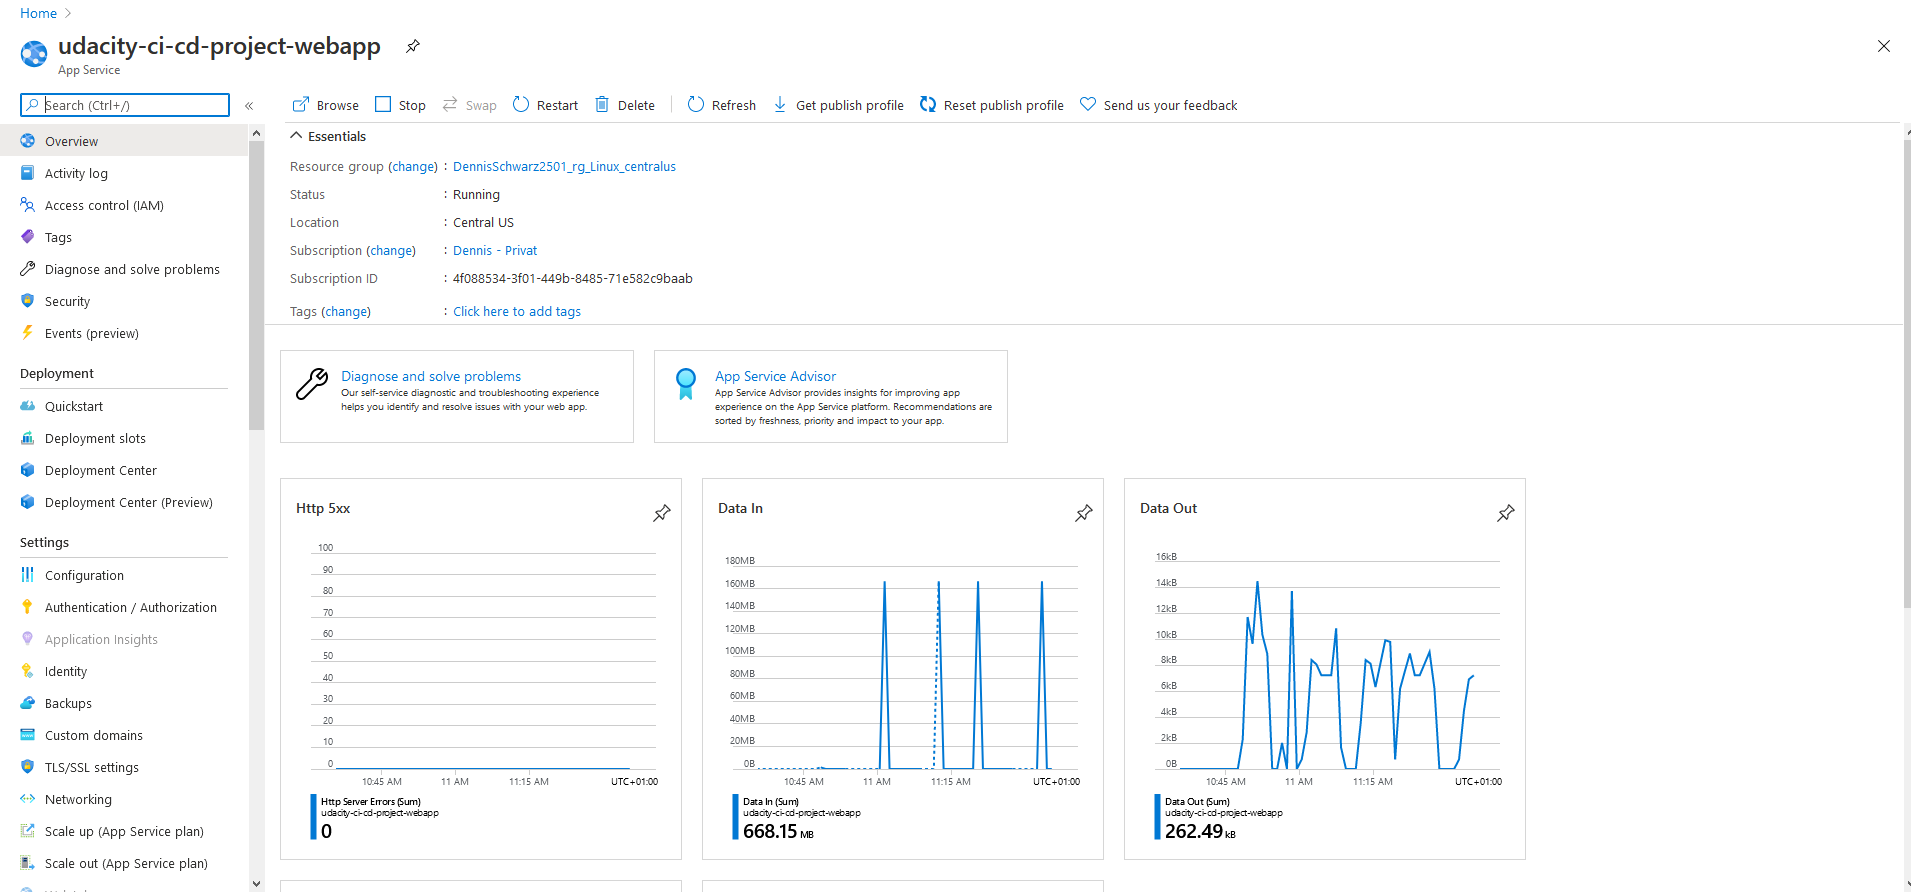 Home
udacity-ci-cd-project-webapp
App Service
Search (Ctrl+/)
«
Overview
Activity log
Access control (IAM)
Tags
Diagnose and solve problems
Security
Events (preview)
Deployment
Quickstart
Deployment slots
Deployment Center
Deployment Center (Preview)
Settings
Configuration
Authentication / Authorization
Application Insights
Identity
Backups
Custom domains
TLS/SSL settings
Networking
Scale up (App Service plan)
Scale out (App Service plan)
Browse Stop Swap Restart Delete Refresh Get publish profile Reset publish profile Send us your feedback
Essentials
Resource group (change) : DennisSchwarz2501_rg_Linux_centralus
Status : Running
Location : Central US
Subscription (change) : Dennis - Privat
Subscription ID : 4f088534-3f01-449b-8485-71e582c9baab
Tags (change) : Click here to add tags
Diagnose and solve problems
Our self-service diagnostic and troubleshooting experience
helps you identify and resolve issues with your web app.
App Service Advisor
App Service Advisor provides insights for improving app
experience on the App Service platform. Recommendations are
sorted by freshness, priority and impact to your app.
Http 5xx
100
90
80
70
60
50
40
30
20
10
0
10:45 AM 11 AM 11:15 AM UTC+01:00
Http Server Errors (Sum)
udacity-ci-cd-project-webapp
0
Data In
180MB
160MB
140MB
120MB
100MB
80MB
60MB
40MB
20MB
0B
10:45 AM 11 AM 11:15 AM UTC+01:00
Data In (Sum)
udacity-ci-cd-project-webapp
668.15 MB
Data Out
16kB
14kB
12kB
10kB
8kB
6kB
4kB
2kB
0B
10:45 AM 11 AM 11:15 AM UTC+01:00
Data Out (Sum)
udacity-ci-cd-project-webapp
262.49 kB